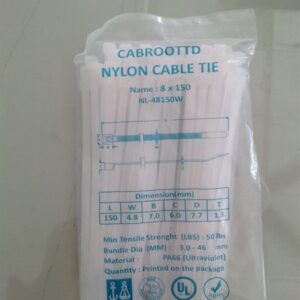 CABROOTTD
NYLON CABLE TIE
Name : 8 x 150
NL-48150W
Dimension(mm)
L W B C D T
150 4.8 7.0 6.0 7.7 1.3
Min Tensile Strenght (LBS) : 50 lbs
Bundle Dia (MM) : 3.0 - 46 mm
Material : PA66 (Ultraviolet)
Quantity : Printed on the package
UL